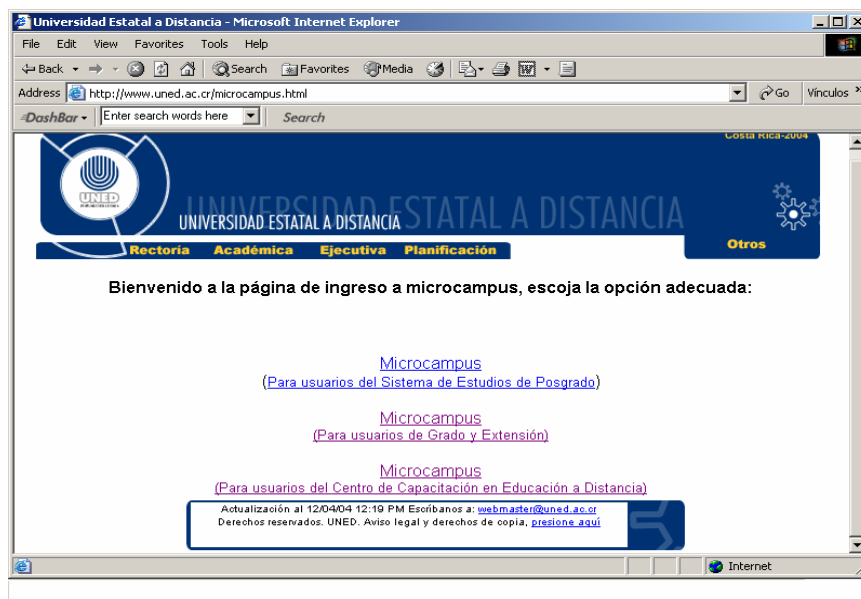 Universidad Estatal a Distancia - Microsoft Internet Explorer
File Edit View Favorites Tools Help
Back Search Favorites Media
Address http://www.uned.ac.cr/microcampus.html Go Vínculos »
DashBar Enter search words here Search
Costa Rica-2004
UNED
UNIVERSIDAD ESTATAL A DISTANCIA
UNIVERSIDAD ESTATAL A DISTANCIA
Rectoría Académica Ejecutiva Planificación Otros
Bienvenido a la página de ingreso a microcampus, escoja la opción adecuada:
Microcampus
(Para usuarios del Sistema de Estudios de Posgrado)
Microcampus
(Para usuarios de Grado y Extensión)
Microcampus
(Para usuarios del Centro de Capacitación en Educación a Distancia)
Actualización al 12/04/04 12:19 PM Escríbanos a: webmaster@uned.ac.cr
Derechos reservados. UNED. Aviso legal y derechos de copia, presione aquí
Internet